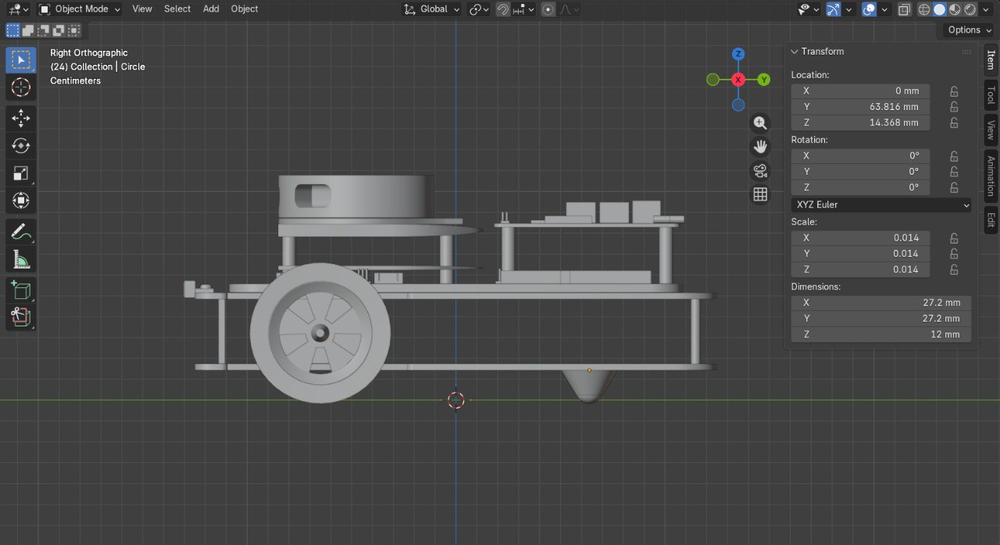 Object Mode View Select Add Object Global
Options
Right Orthographic
(24) Collection | Circle
Centimeters
Z
X
Y
Transform
Location:
X 0 mm
Y 63.816 mm
Z 14.368 mm
Rotation:
X 0°
Y 0°
Z 0°
XYZ Euler
Scale:
X 0.014
Y 0.014
Z 0.014
Dimensions:
X 27.2 mm
Y 27.2 mm
Z 12 mm
Item
Tool
View
Animation
Edit